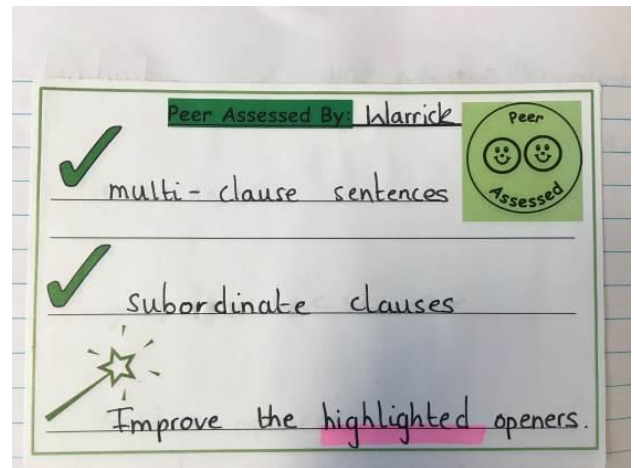 Peer Assessed By: Warrick
Peer
Assessed
multi-clause sentences
subordinate clauses
Improve the highlighted openers.